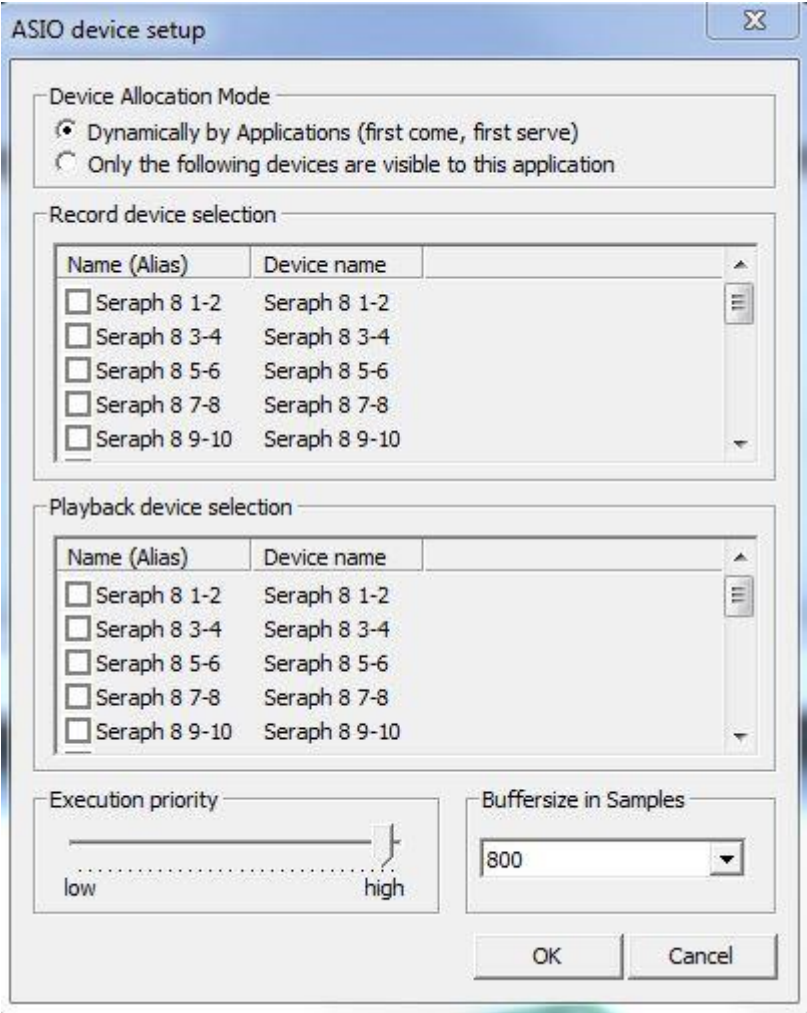 ASIO device setup
Device Allocation Mode
Dynamically by Applications (first come, first serve)
Only the following devices are visible to this application
Record device selection
Name (Alias) Device name
Seraph 8 1-2 Seraph 8 1-2
Seraph 8 3-4 Seraph 8 3-4
Seraph 8 5-6 Seraph 8 5-6
Seraph 8 7-8 Seraph 8 7-8
Seraph 8 9-10 Seraph 8 9-10
Playback device selection
Name (Alias) Device name
Seraph 8 1-2 Seraph 8 1-2
Seraph 8 3-4 Seraph 8 3-4
Seraph 8 5-6 Seraph 8 5-6
Seraph 8 7-8 Seraph 8 7-8
Seraph 8 9-10 Seraph 8 9-10
Execution priority Buffersize in Samples
800
low high
OK Cancel